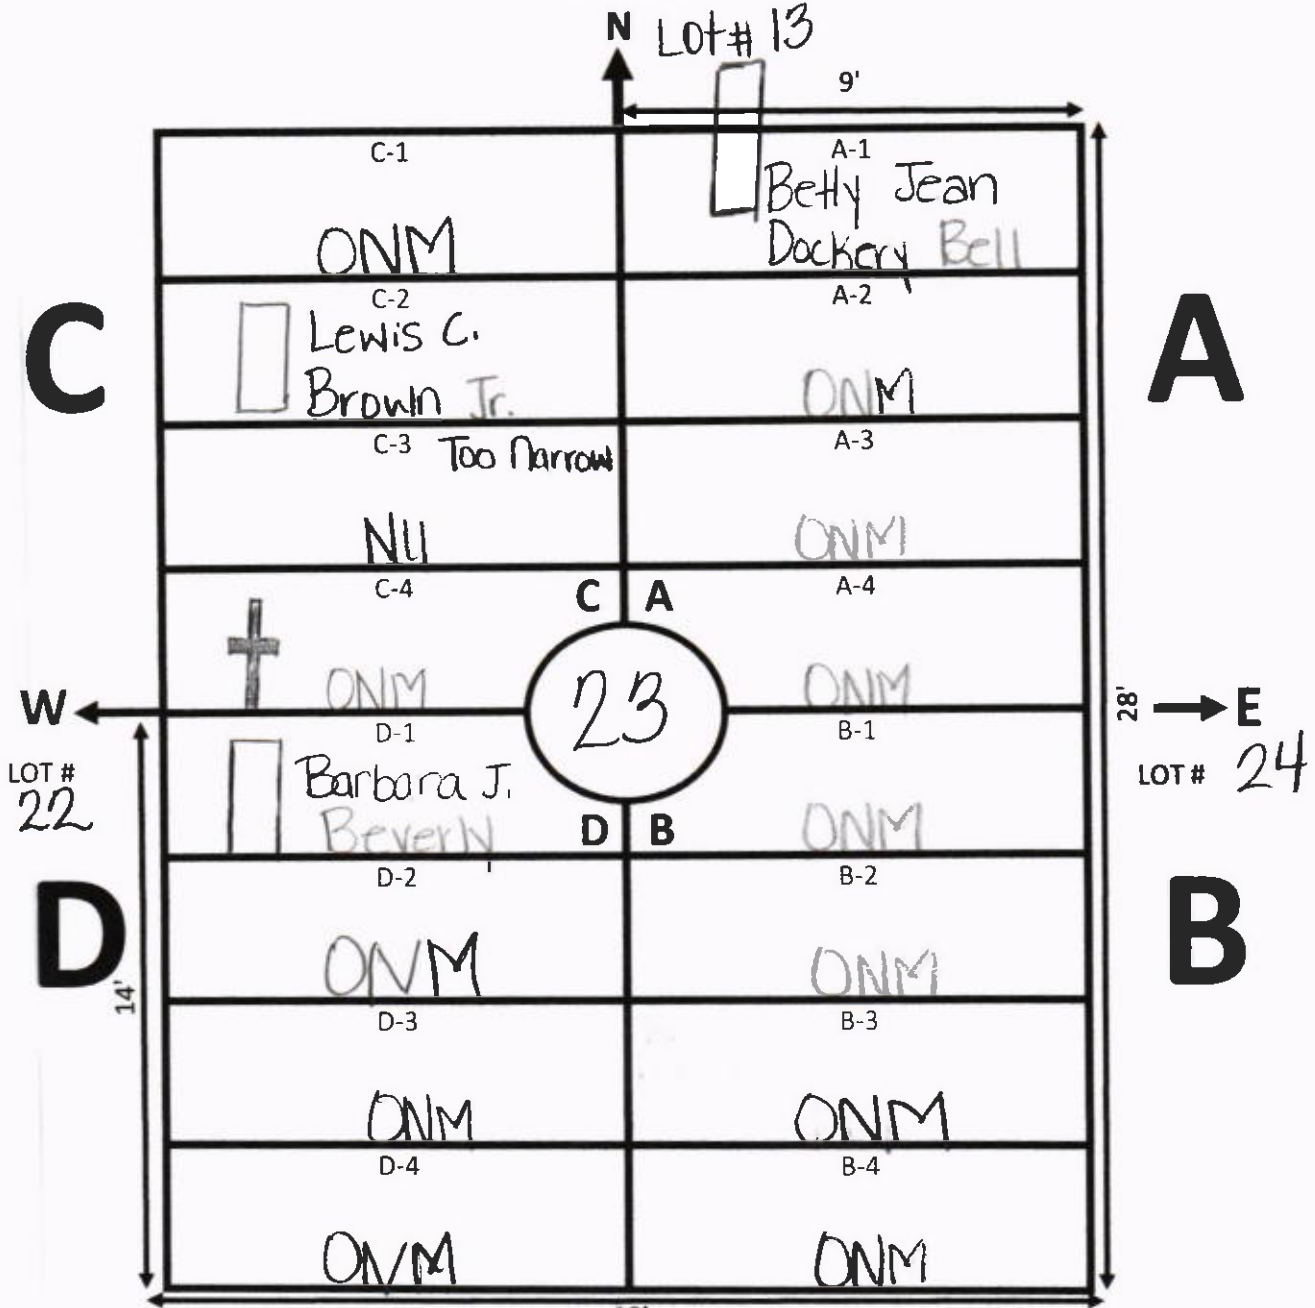 N Lot# 13
9'
C-1 A-1
Betty Jean
ONM Dockery Bell
C-2 A-2
C Lewis C. A
Brown Jr. ONM
C-3 Too Narrow A-3
NU ONM
C-4 C A A-4
ONM ONM
W 23 28' E
D-1 B-1
LOT # Barbara J. LOT # 24
22 Beverly D B ONM
D-2 B-2
D B
14' ONM ONM
D-3 B-3
ONM ONM
D-4 B-4
ONM ONM